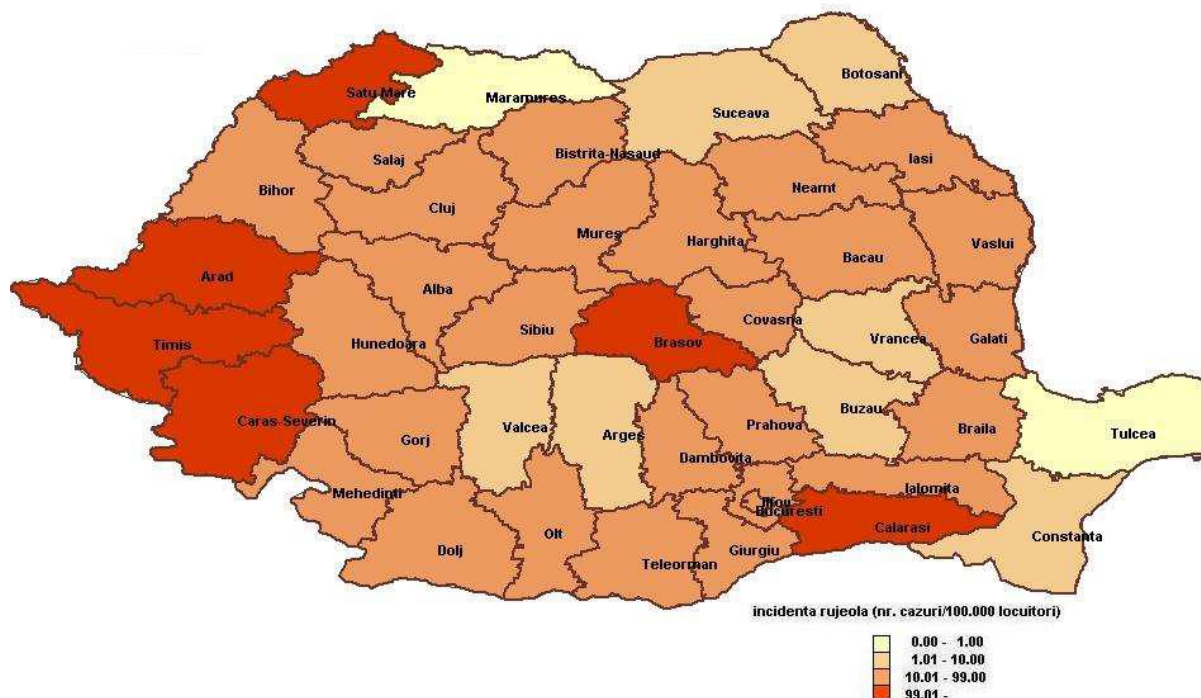 Botosani
Satu Mare
Maramures
Suceava
Iasi
Bistrita-Nasaud
Salaj
Neamt
Bihor
Cluj
Mures
Harghita
Vaslui
Bacau
Arad
Alba
Covasna
Sibiu
Timis
Hunedoara
Brasov
Vrancea
Galati
Buzau
Caras-Severin
Valcea
Arges
Prahova
Braila
Tulcea
Gorj
Dambovita
Mehedinti
Ialomita
Ilfov
Bucuresti
Calarasi
Constanta
Olt
Dolj
Giurgiu
Teleorman
incidenta rujeola (nr. cazuri/100.000 locuitori)
0.00 - 1.00
1.01 - 10.00
10.01 - 99.00
99.01 -